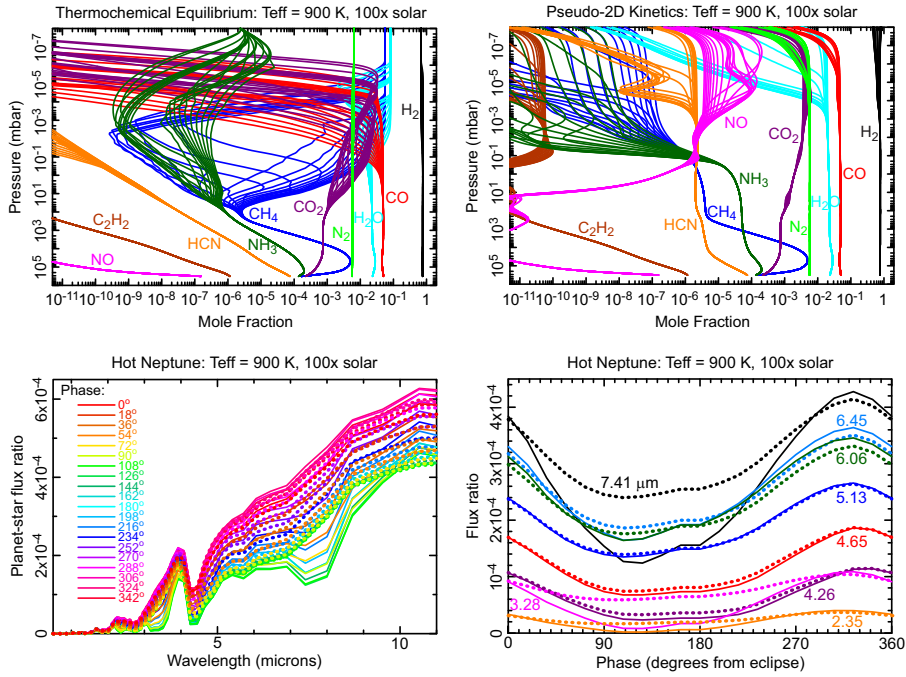 Thermochemical Equilibrium: Teff = 900 K, 100x solar
Pressure (mbar)
10⁻⁷
10⁻⁵
10⁻³
10⁻¹
10¹
10³
10⁵
H₂
CO₂
CO
CH₄
H₂O
C₂H₂
HCN
NH₃
N₂
NO
10⁻¹¹ 10⁻¹⁰ 10⁻⁹ 10⁻⁸ 10⁻⁷ 10⁻⁶ 10⁻⁵ 10⁻⁴ 10⁻³ 10⁻² 10⁻¹ 1
Mole Fraction
Pseudo-2D Kinetics: Teff = 900 K, 100x solar
Pressure (mbar)
10⁻⁷
10⁻⁵
10⁻³
10⁻¹
10¹
10³
10⁵
NO
CO₂
H₂
NH₃
CO
CH₄
H₂O
HCN
N₂
C₂H₂
10⁻¹¹ 10⁻¹⁰ 10⁻⁹ 10⁻⁸ 10⁻⁷ 10⁻⁶ 10⁻⁵ 10⁻⁴ 10⁻³ 10⁻² 10⁻¹ 1
Mole Fraction
Hot Neptune: Teff = 900 K, 100x solar
Planet-star flux ratio
6x10⁻⁴
4x10⁻⁴
2x10⁻⁴
0
Phase:
0°
18°
36°
54°
72°
90°
108°
126°
144°
162°
180°
198°
216°
234°
252°
270°
288°
306°
324°
342°
5 10
Wavelength (microns)
Hot Neptune: Teff = 900 K, 100x solar
Flux ratio
4x10⁻⁴
3x10⁻⁴
2x10⁻⁴
1x10⁻⁴
0
7.41 μm
6.45
6.06
5.13
4.65
3.28
4.26
2.35
0 90 180 270 360
Phase (degrees from eclipse)